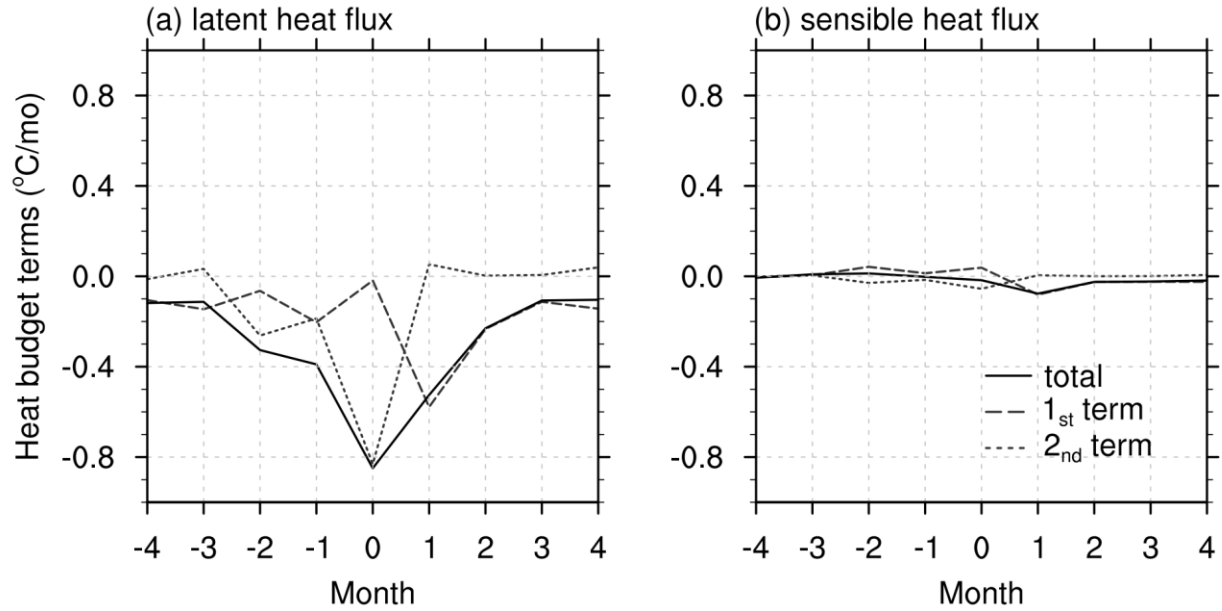 (a) latent heat flux
Heat budget terms (°C/mo)
0.8
0.4
0.0
-0.4
-0.8
-4 -3 -2 -1 0 1 2 3 4
Month
(b) sensible heat flux
0.8
0.4
0.0
-0.4
-0.8
total
1st term
2nd term
-4 -3 -2 -1 0 1 2 3 4
Month